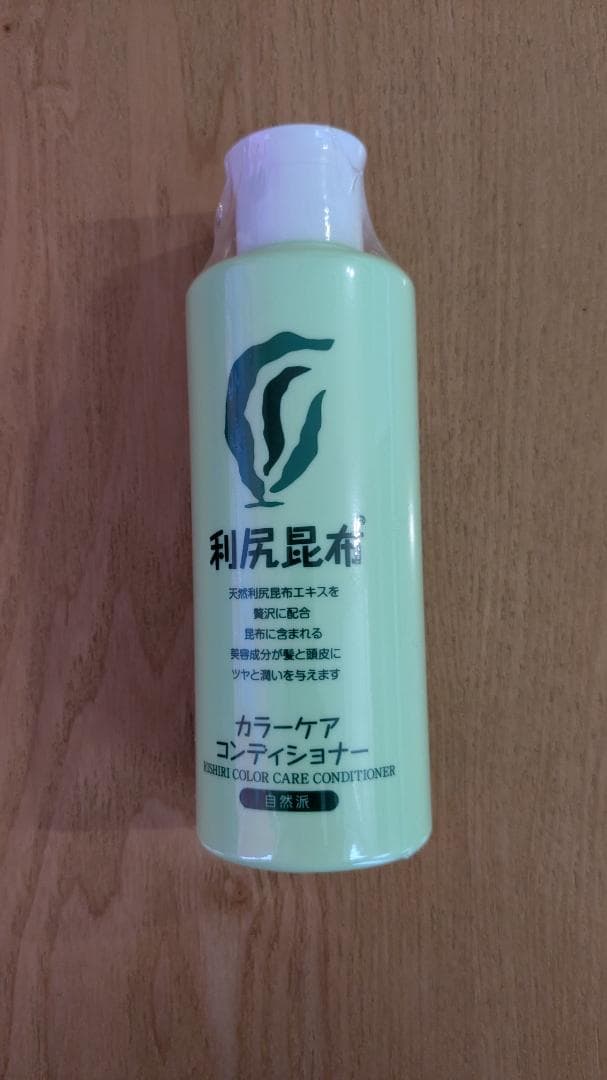 利尻昆布
天然利尻昆布エキスを
贅沢に配合
昆布に含まれる
美容成分が髪と頭皮に
ツヤと潤いを与えます
カラーケア
コンディショナー
RISHIRI COLOR CARE CONDITIONER
自然派